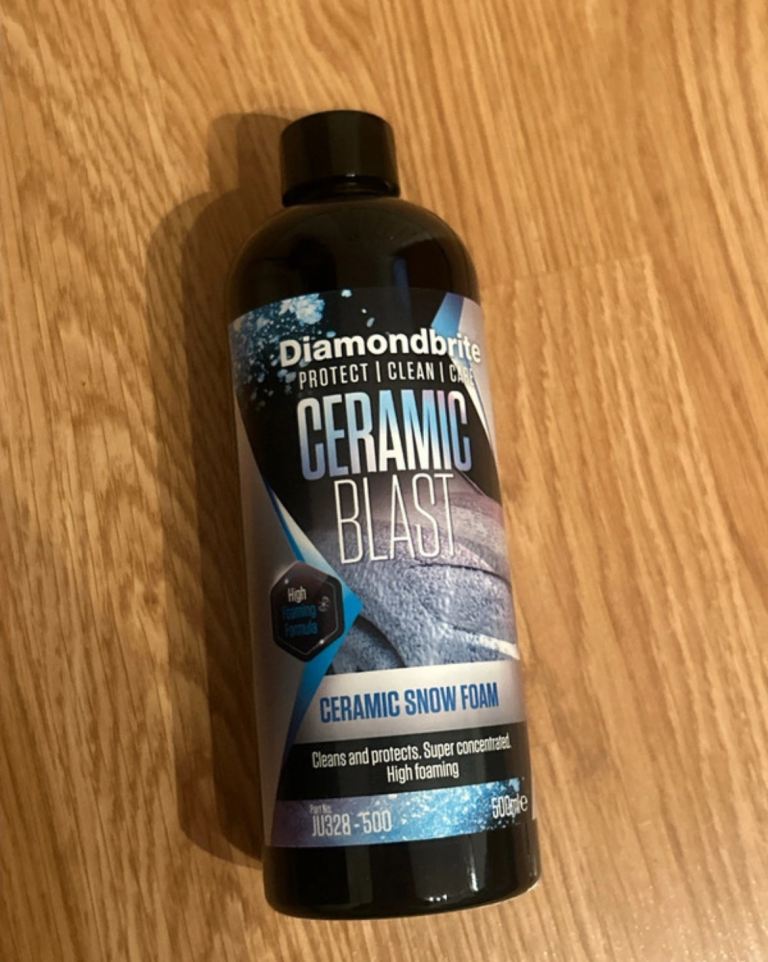 Diamondbrite
PROTECT | CLEAN | CARE
CERAMIC
BLAST
High
Foaming
Formula
CERAMIC SNOW FOAM
Cleans and protects. Super concentrated.
High foaming
Part No.
JU328 - 500
500ml e